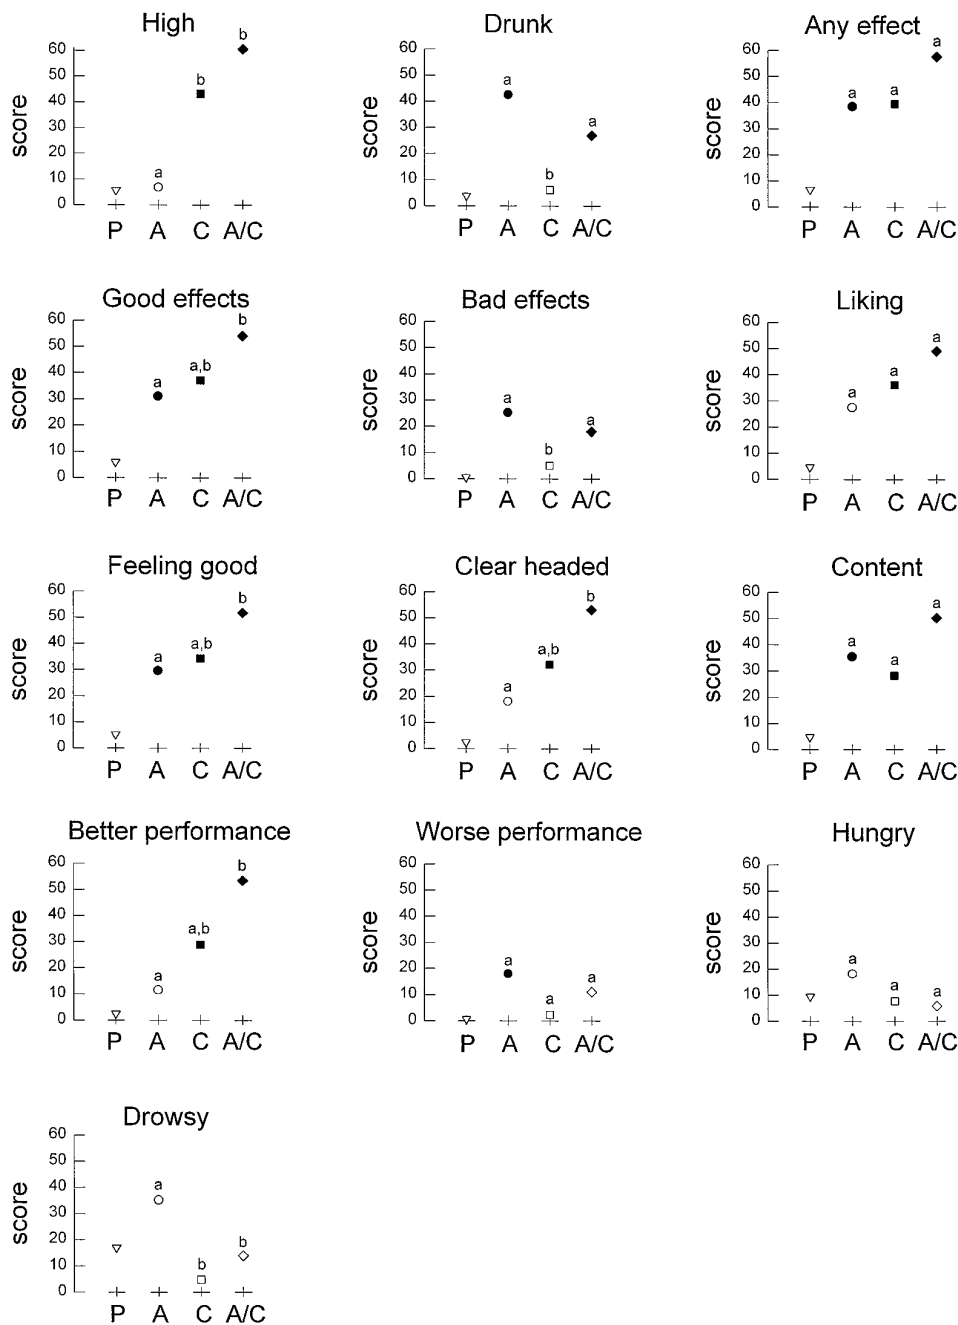 High
score
60
50
40
30
20
10
0
a
b
b
P A C A/C
Drunk
score
60
50
40
30
20
10
0
a
b
a
P A C A/C
Any effect
score
60
50
40
30
20
10
0
a
a
a
P A C A/C
Good effects
score
60
50
40
30
20
10
0
a
a,b
b
P A C A/C
Bad effects
score
60
50
40
30
20
10
0
a
b
a
P A C A/C
Liking
score
60
50
40
30
20
10
0
a
a
a
P A C A/C
Feeling good
score
60
50
40
30
20
10
0
a
a,b
b
P A C A/C
Clear headed
score
60
50
40
30
20
10
0
a
a,b
b
P A C A/C
Content
score
60
50
40
30
20
10
0
a
a
a
P A C A/C
Better performance
score
60
50
40
30
20
10
0
a
a,b
b
P A C A/C
Worse performance
score
60
50
40
30
20
10
0
a
a
a
P A C A/C
Hungry
score
60
50
40
30
20
10
0
a
a
a
P A C A/C
Drowsy
score
60
50
40
30
20
10
0
a
b
b
P A C A/C